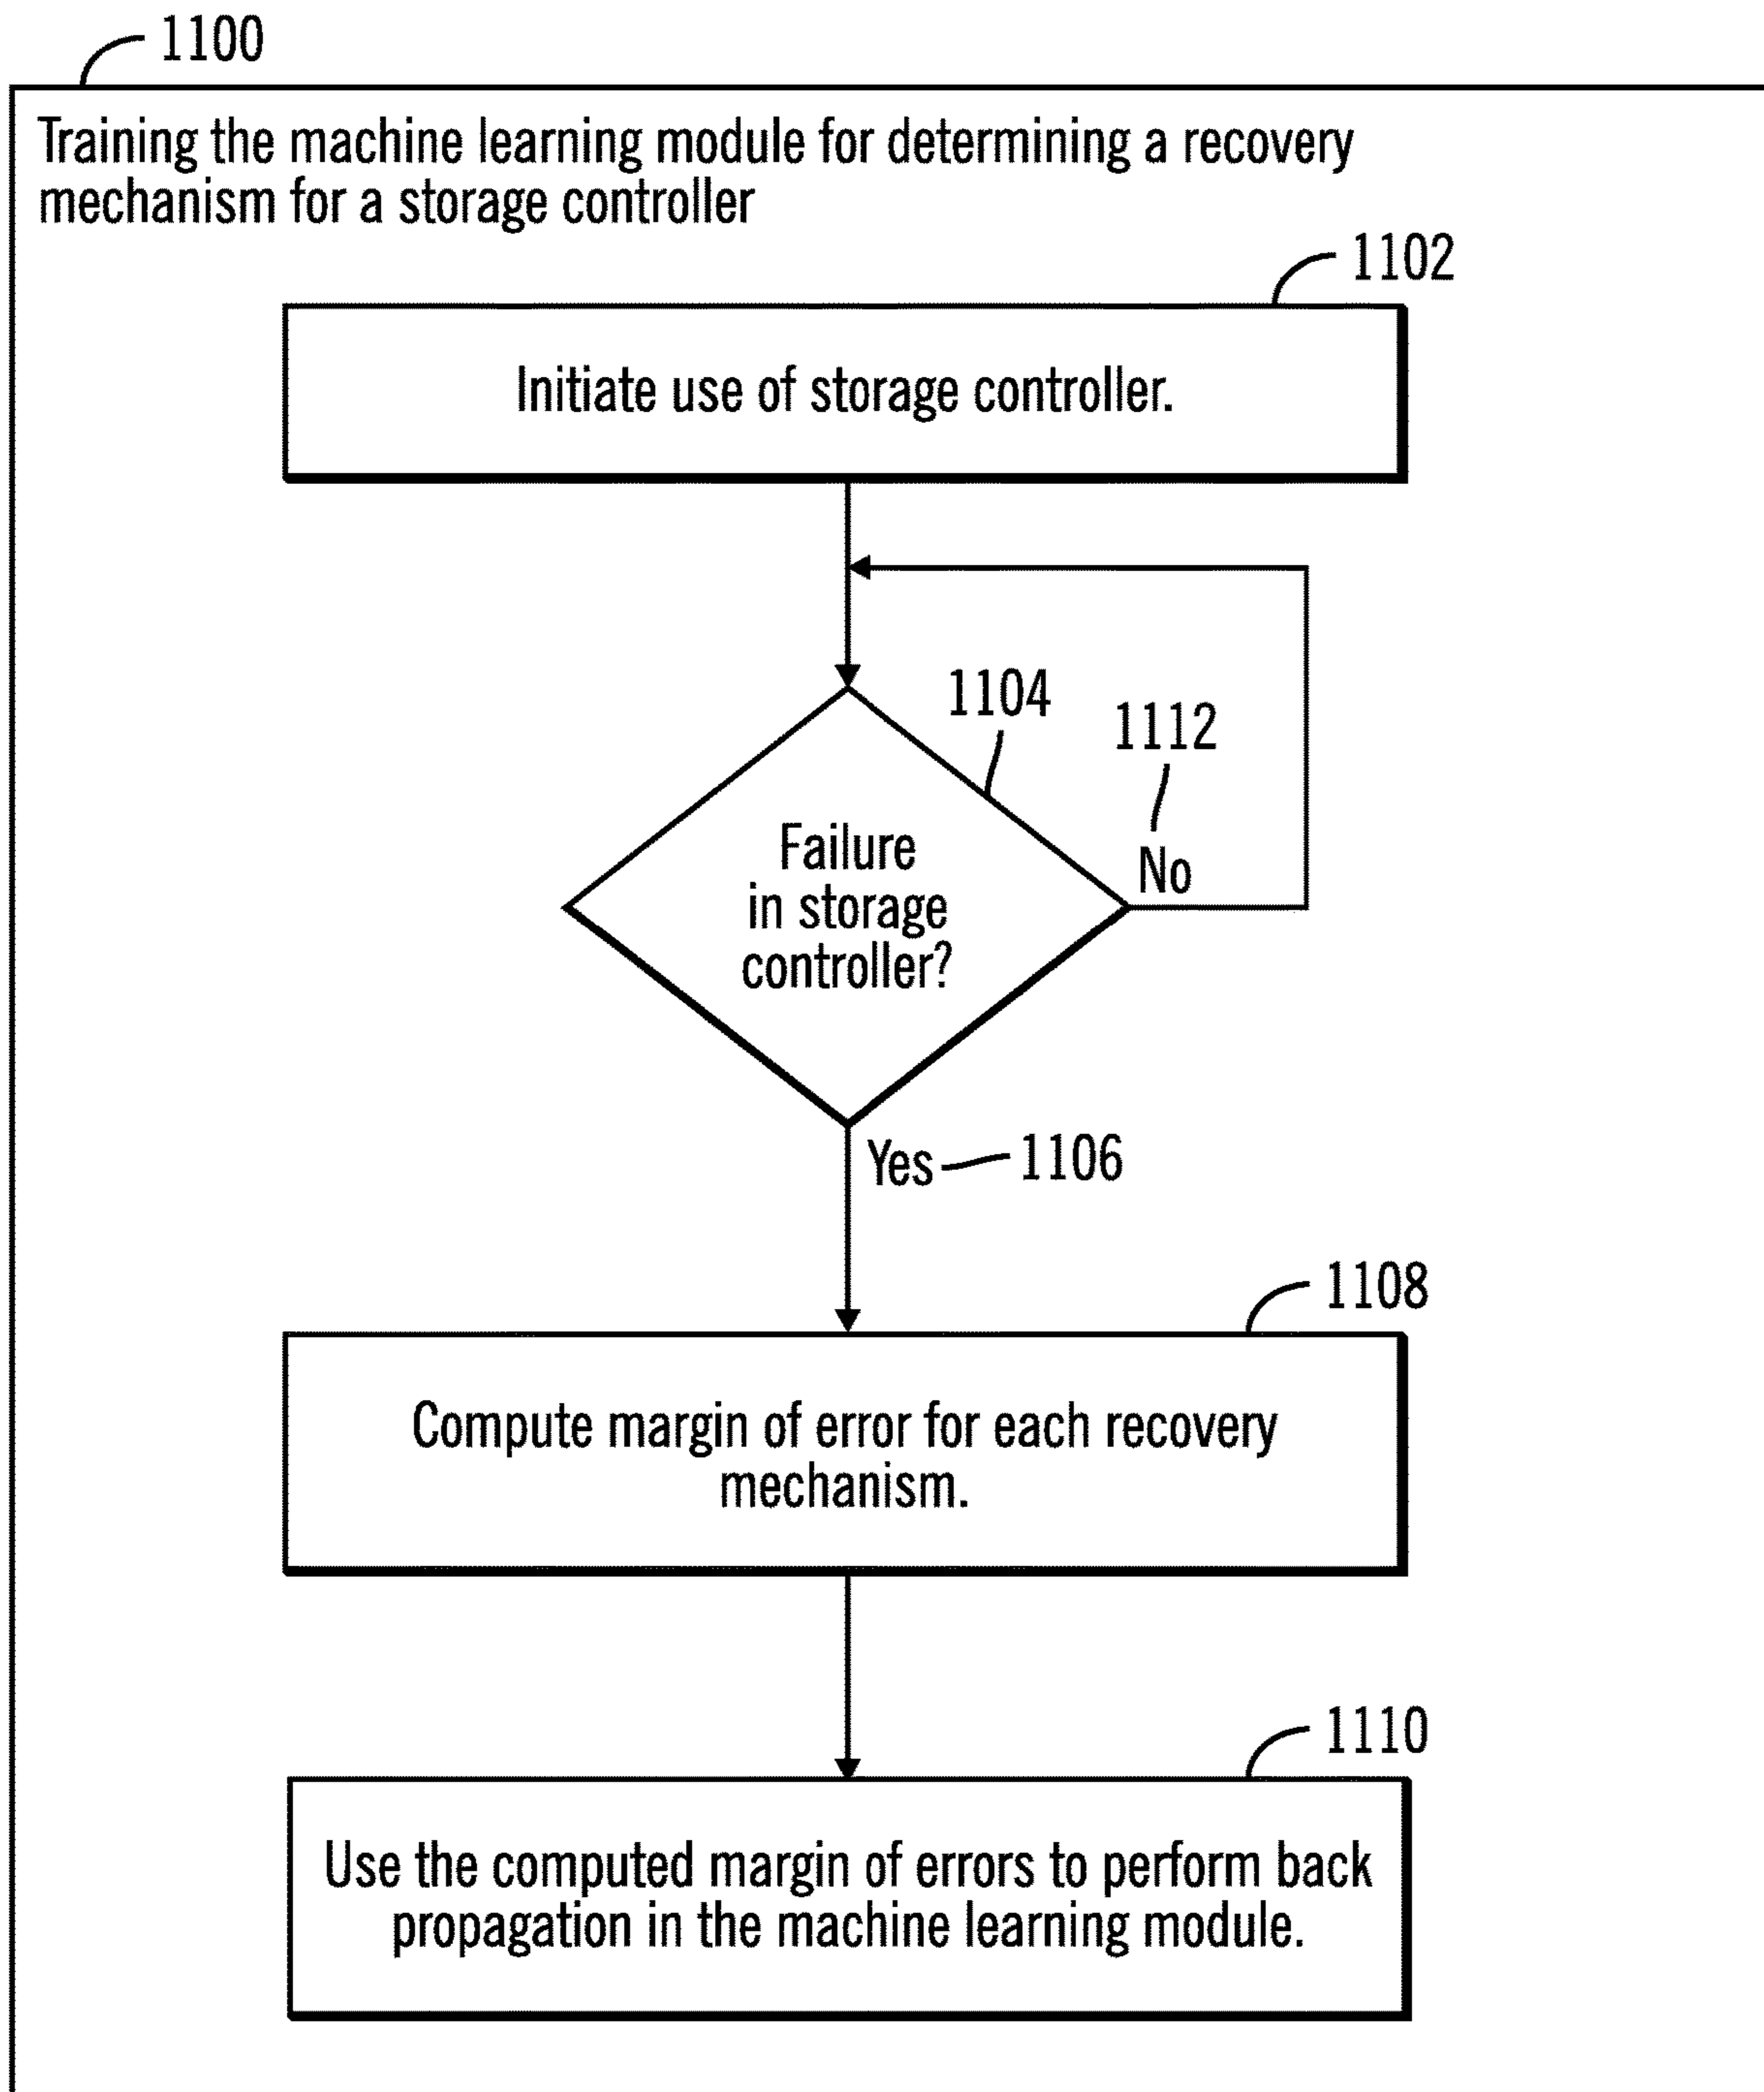 1100
Training the machine learning module for determining a recovery
mechanism for a storage controller
1102
Initiate use of storage controller.
1104
1112
Failure
in storage
controller?
No
Yes
1106
1108
Compute margin of error for each recovery
mechanism.
1110
Use the computed margin of errors to perform back
propagation in the machine learning module.